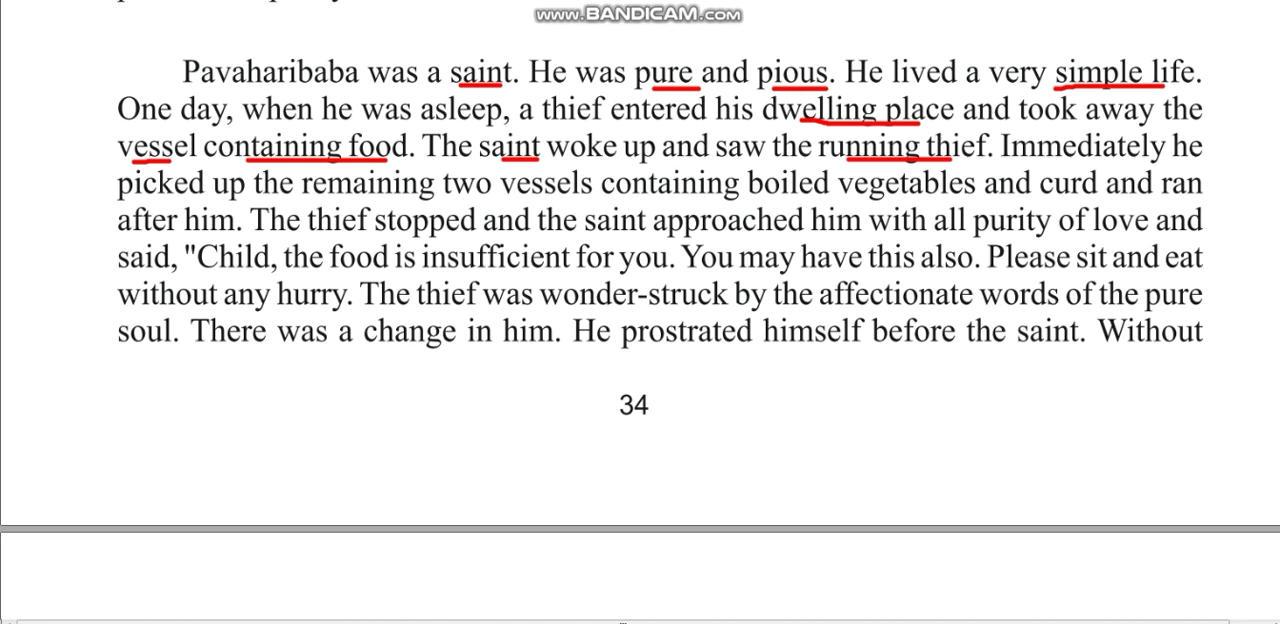 www.BANDICAM.com
Pavaharibaba was a saint. He was pure and pious. He lived a very simple life.
One day, when he was asleep, a thief entered his dwelling place and took away the
vessel containing food. The saint woke up and saw the running thief. Immediately he
picked up the remaining two vessels containing boiled vegetables and curd and ran
after him. The thief stopped and the saint approached him with all purity of love and
said, "Child, the food is insufficient for you. You may have this also. Please sit and eat
without any hurry. The thief was wonder-struck by the affectionate words of the pure
soul. There was a change in him. He prostrated himself before the saint. Without
34